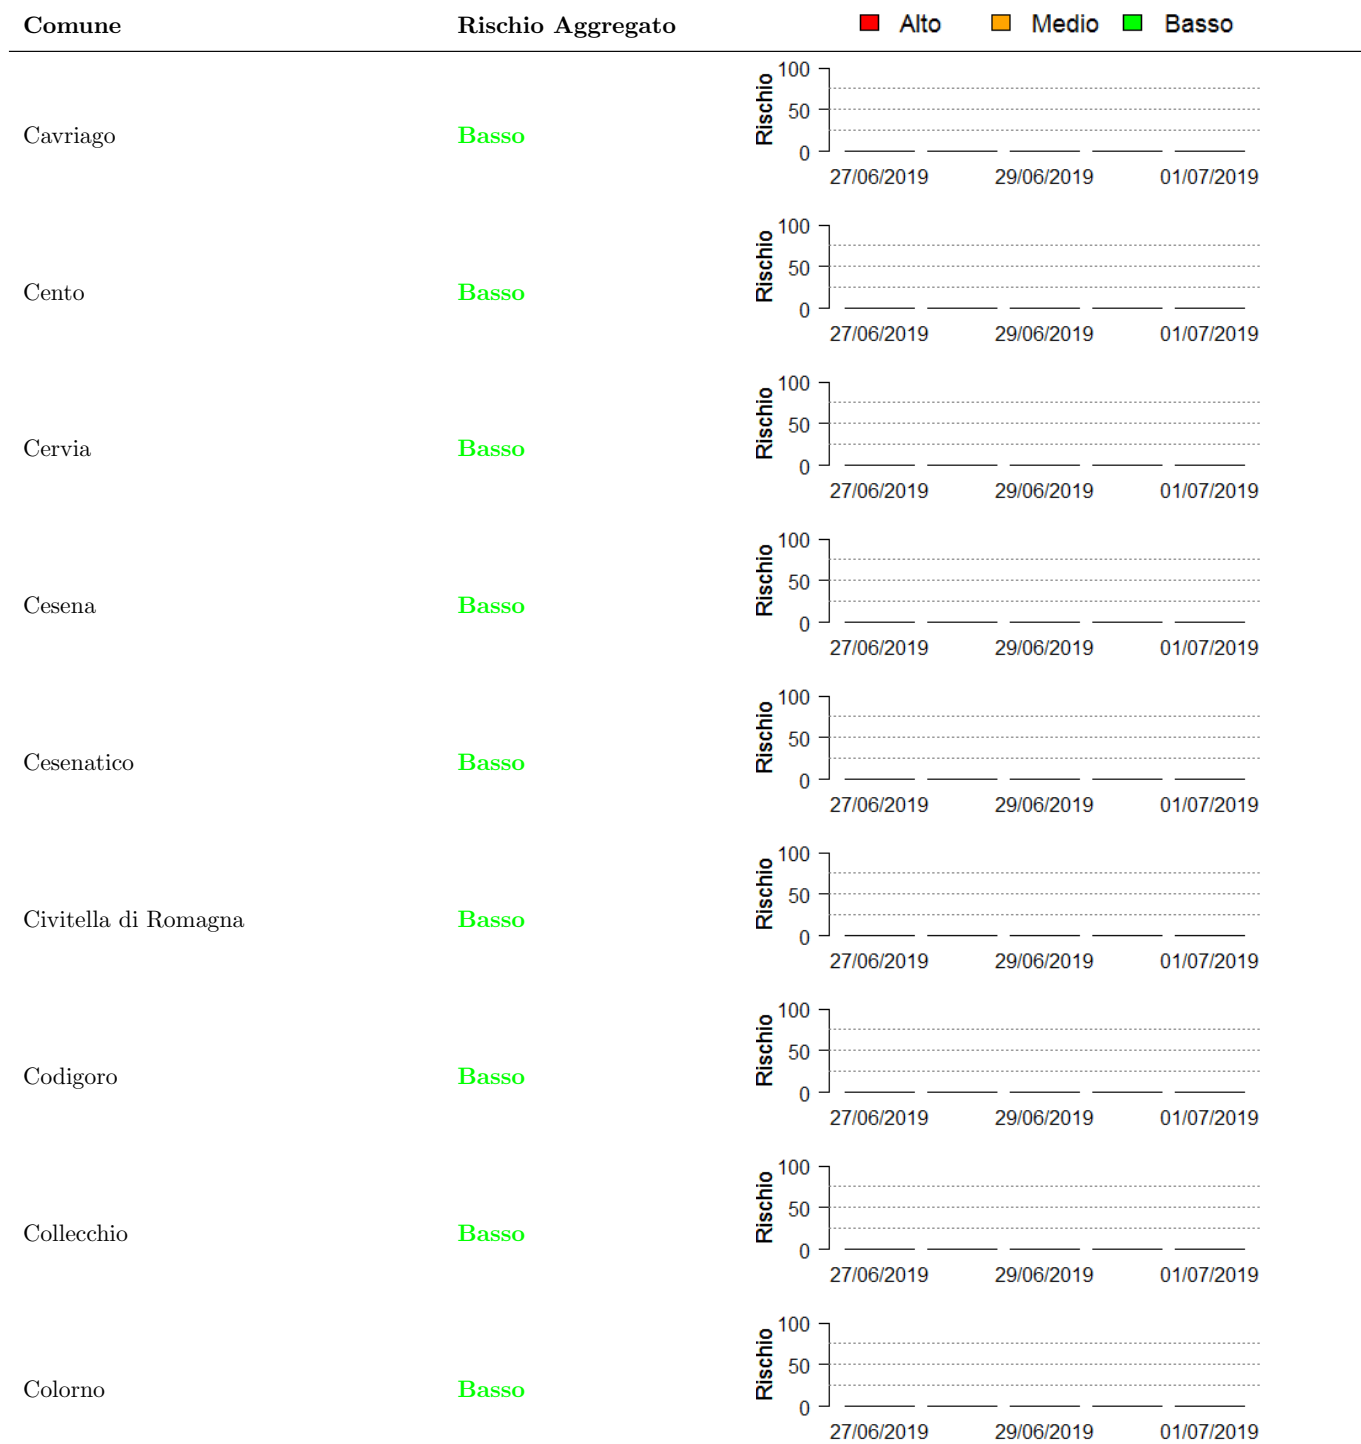 Comune Rischio Aggregato Alto Medio Basso
100
50
0
Rischio
Cavriago Basso
27/06/2019 29/06/2019 01/07/2019
100
50
0
Rischio
Cento Basso
27/06/2019 29/06/2019 01/07/2019
100
50
0
Rischio
Cervia Basso
27/06/2019 29/06/2019 01/07/2019
100
50
0
Rischio
Cesena Basso
27/06/2019 29/06/2019 01/07/2019
100
50
0
Rischio
Cesenatico Basso
27/06/2019 29/06/2019 01/07/2019
100
50
0
Rischio
Civitella di Romagna Basso
27/06/2019 29/06/2019 01/07/2019
100
50
0
Rischio
Codigoro Basso
27/06/2019 29/06/2019 01/07/2019
100
50
0
Rischio
Collecchio Basso
27/06/2019 29/06/2019 01/07/2019
100
50
0
Rischio
Colorno Basso
27/06/2019 29/06/2019 01/07/2019